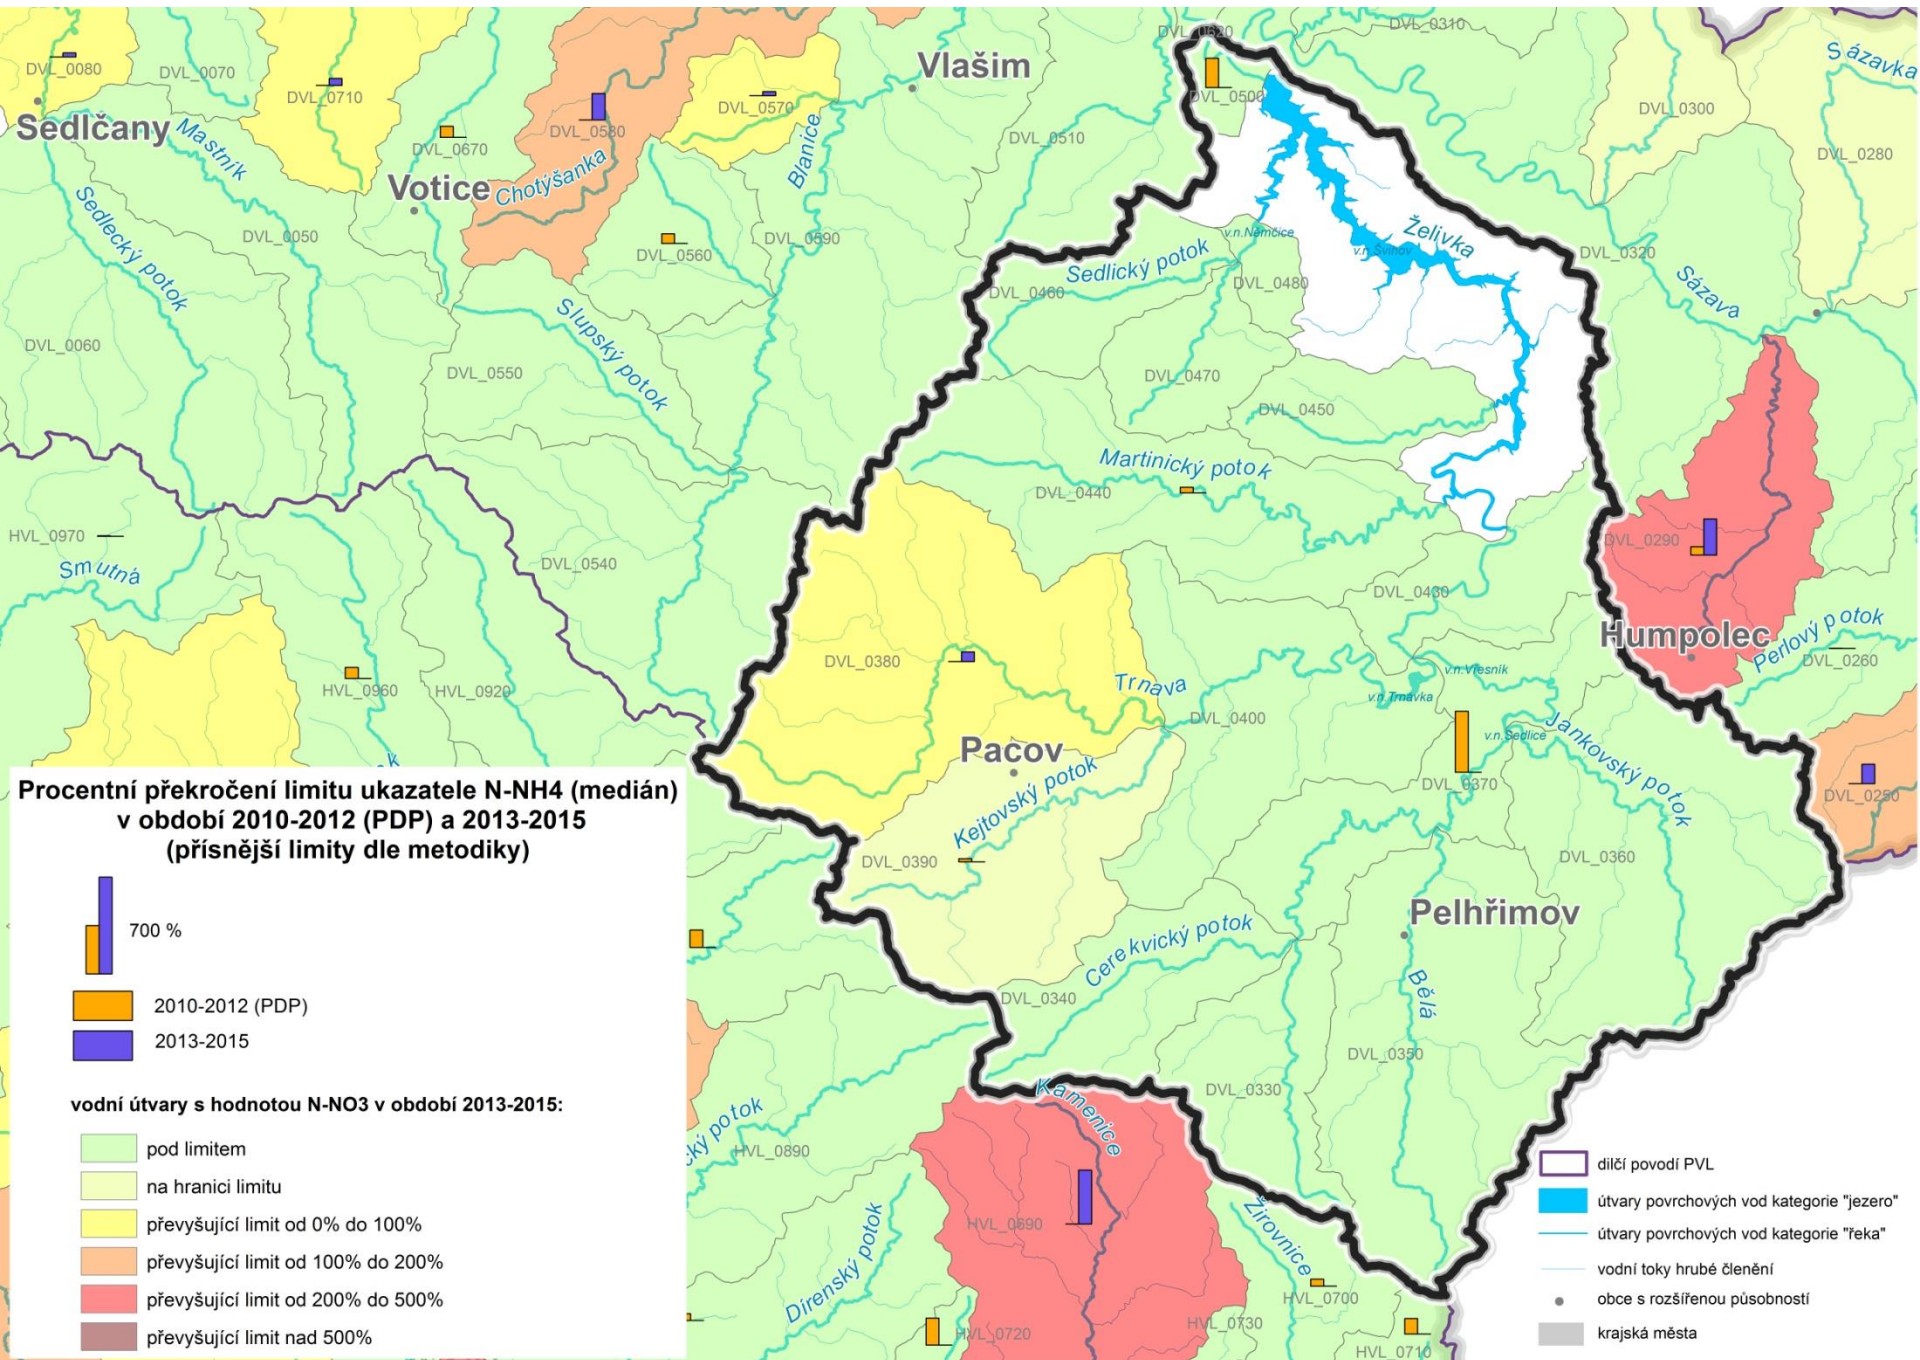 DVL_0620
DVL_0310
Sázavka
Vlašim
DVL_0080
DVL_0070
DVL_0710
DVL_0570
DVL_0500
DVL_0300
Sedlčany
Mastník
DVL_0670
DVL_0580
Blanice
DVL_0510
DVL_0280
Votice
Chotýšanka
Sedlecký potok
DVL_0050
DVL_0560
DVL_0590
v.n.Němčice
Želivka
v.n.Švihov
DVL_0320
Sedlický potok
DVL_0460
DVL_0480
Sázava
Slupský potok
DVL_0060
DVL_0550
DVL_0470
DVL_0450
Martinický potok
DVL_0440
HVL_0970
Smutná
DVL_0540
DVL_0290
DVL_0430
Humpolec
Perlový potok
DVL_0260
DVL_0380
v.n.Vřesník
HVL_0960
HVL_0920
Trnava
v.n.Trnávka
DVL_0400
v.n.Sedlice
Jankovský potok
Pacov
DVL_0370
DVL_0250
Kejtovský potok
DVL_0390
DVL_0360
Pelhřimov
Cerekvický potok
Bělá
DVL_0340
DVL_0350
DVL_0330
Kamenice
cký potok
HVL_0890
HVL_0690
Žirovnice
Dírenský potok
HVL_0700
HVL_0720
HVL_0730
HVL_0710
k
Procentní překročení limitu ukazatele N-NH4 (medián)
v období 2010-2012 (PDP) a 2013-2015
(přísnější limity dle metodiky)
700 %
2010-2012 (PDP)
2013-2015
vodní útvary s hodnotou N-NO3 v období 2013-2015:
pod limitem
na hranici limitu
převyšující limit od 0% do 100%
převyšující limit od 100% do 200%
převyšující limit od 200% do 500%
převyšující limit nad 500%
dilčí povodí PVL
útvary povrchových vod kategorie "jezero"
útvary povrchových vod kategorie "řeka"
vodní toky hrubé členění
obce s rozšířenou působností
krajská města